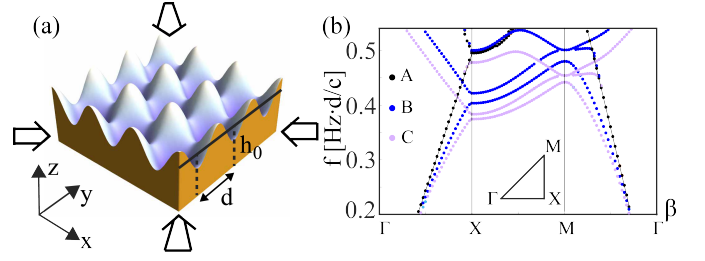 (a)
h0
d
z
y
x
(b)
f [Hz·d/c]
0.5
0.4
0.3
0.2
A
B
C
M
Γ
X
Γ X M Γ β